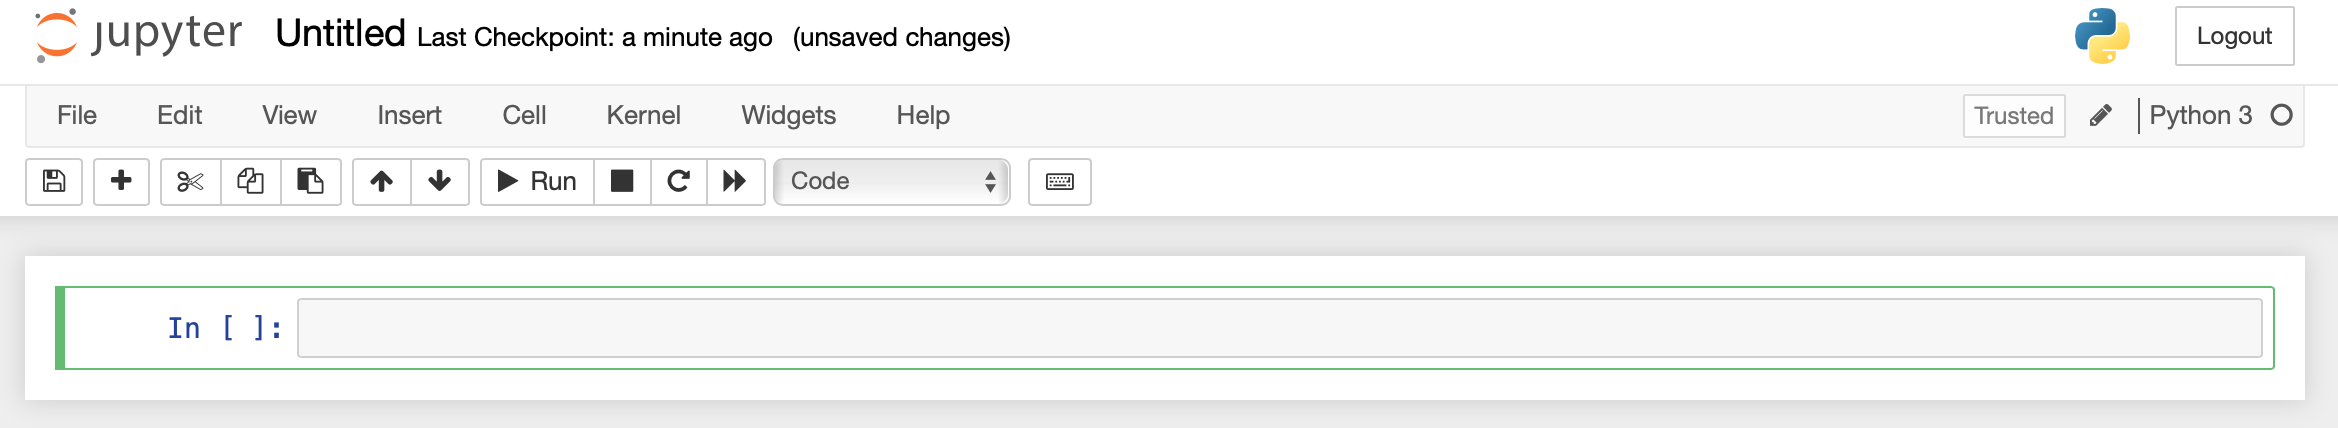 jupyter Untitled Last Checkpoint: a minute ago (unsaved changes) Logout
File Edit View Insert Cell Kernel Widgets Help Trusted Python 3
Run Code
In [ ]: